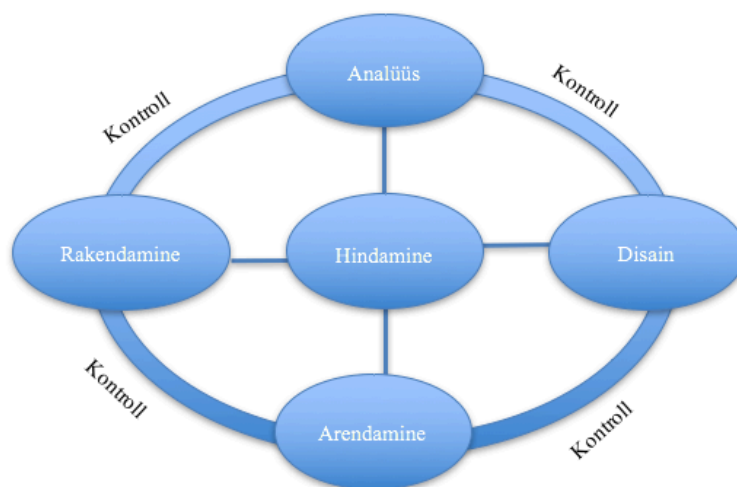 Analüüs
Kontroll
Kontroll
Rakendamine
Hindamine
Disain
Kontroll
Kontroll
Arendamine